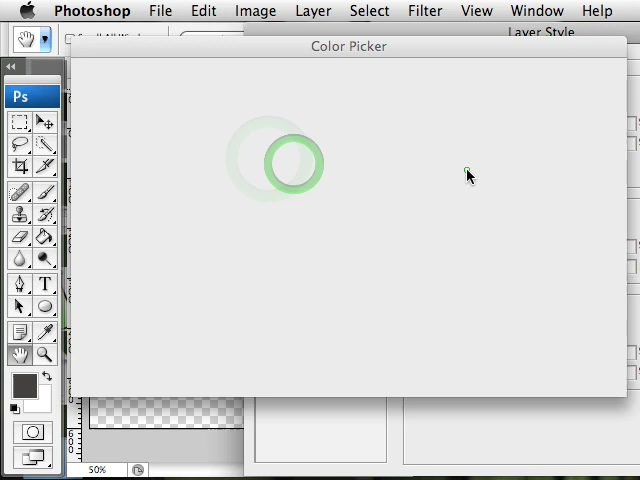 Photoshop File Edit Image Layer Select Filter View Window Help
Layer Style
Color Picker
Ps
T
50%